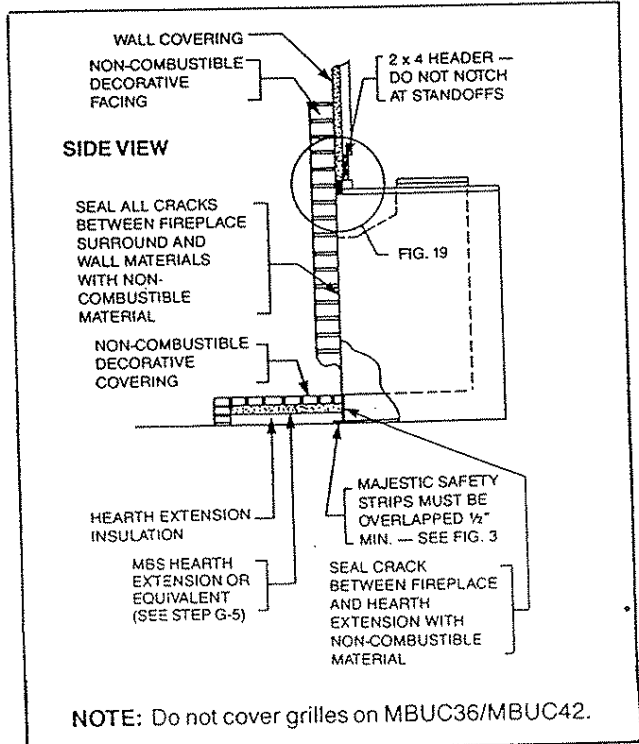 WALL COVERING
NON-COMBUSTIBLE
DECORATIVE
FACING
2 x 4 HEADER —
DO NOT NOTCH
AT STANDOFFS
SIDE VIEW
SEAL ALL CRACKS
BETWEEN FIREPLACE
SURROUND AND
WALL MATERIALS
WITH NON-
COMBUSTIBLE
MATERIAL
FIG. 19
NON-COMBUSTIBLE
DECORATIVE
COVERING
HEARTH EXTENSION
INSULATION
MBS HEARTH
EXTENSION OR
EQUIVALENT
(SEE STEP G-5)
MAJESTIC SAFETY
STRIPS MUST BE
OVERLAPPED ½"
MIN. — SEE FIG. 3
SEAL CRACK
BETWEEN FIREPLACE
AND HEARTH
EXTENSION WITH
NON-COMBUSTIBLE
MATERIAL
NOTE: Do not cover grilles on MBUC36/MBUC42.